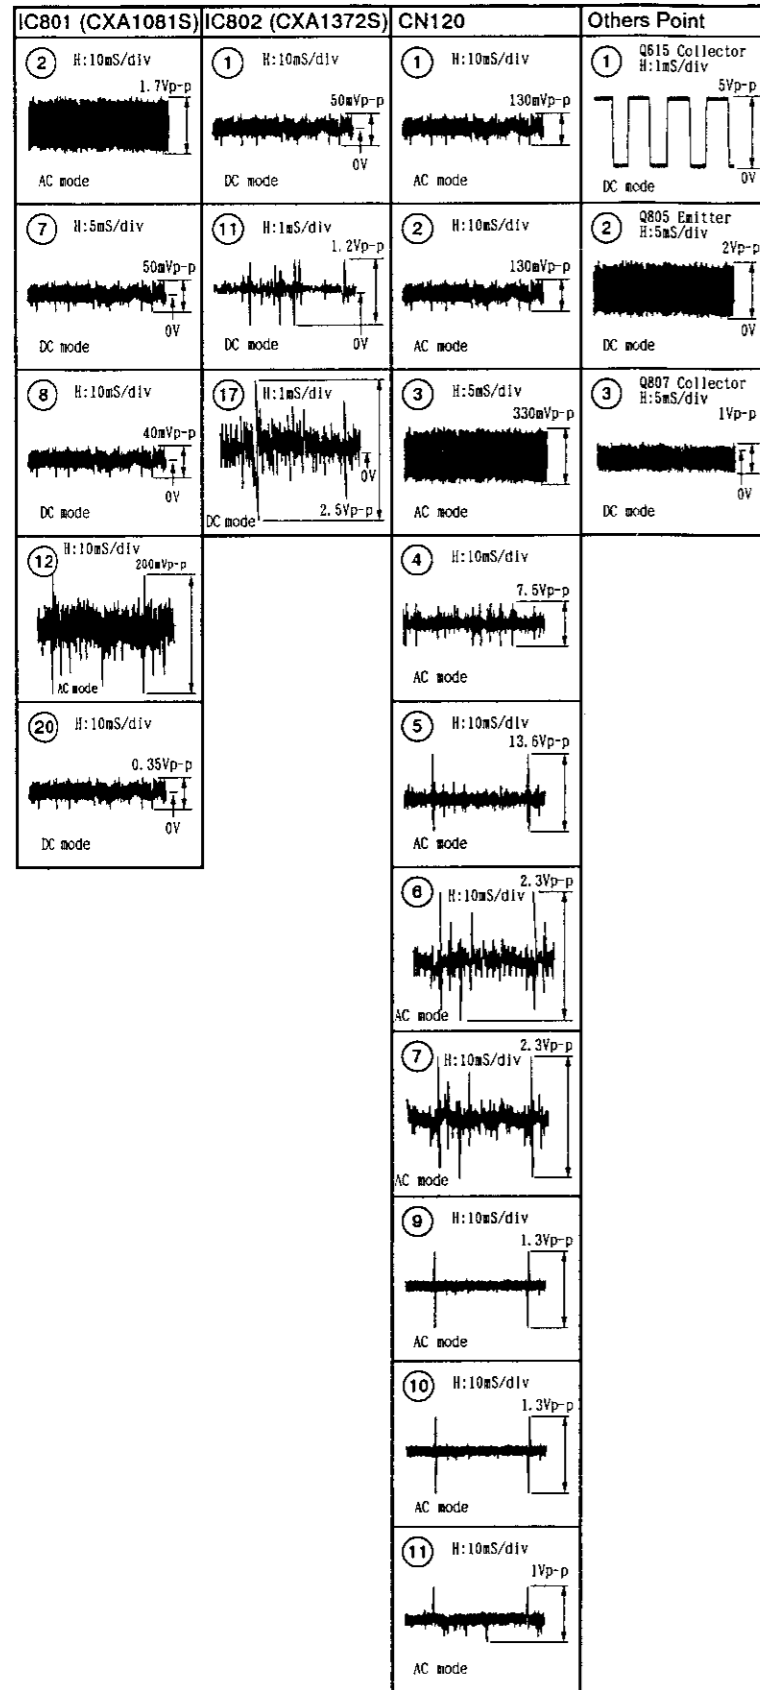 IC801 (CXA1081S)
2 H:10mS/div
1.7Vp-p
AC mode
7 H:5mS/div
50mVp-p
0V
DC mode
8 H:10mS/div
40mVp-p
0V
DC mode
12 H:10mS/div
200mVp-p
AC mode
20 H:10mS/div
0.35Vp-p
0V
DC mode
IC802 (CXA1372S)
1 H:10mS/div
50mVp-p
0V
DC mode
11 H:1mS/div
1.2Vp-p
0V
DC mode
17 H:1mS/div
0V
2.5Vp-p
DC mode
CN120
1 H:10mS/div
130mVp-p
AC mode
2 H:10mS/div
130mVp-p
AC mode
3 H:5mS/div
330mVp-p
AC mode
4 H:10mS/div
7.5Vp-p
AC mode
5 H:10mS/div
13.6Vp-p
AC mode
6 2.3Vp-p
H:10mS/div
AC mode
7 2.3Vp-p
H:10mS/div
AC mode
9 H:10mS/div
1.3Vp-p
AC mode
10 H:10mS/div
1.3Vp-p
AC mode
11 H:10mS/div
1Vp-p
AC mode
Others Point
1 Q615 Collector
H:1mS/div
5Vp-p
0V
DC mode
2 Q805 Emitter
H:5mS/div
2Vp-p
0V
DC mode
3 Q807 Collector
H:5mS/div
1Vp-p
0V
DC mode